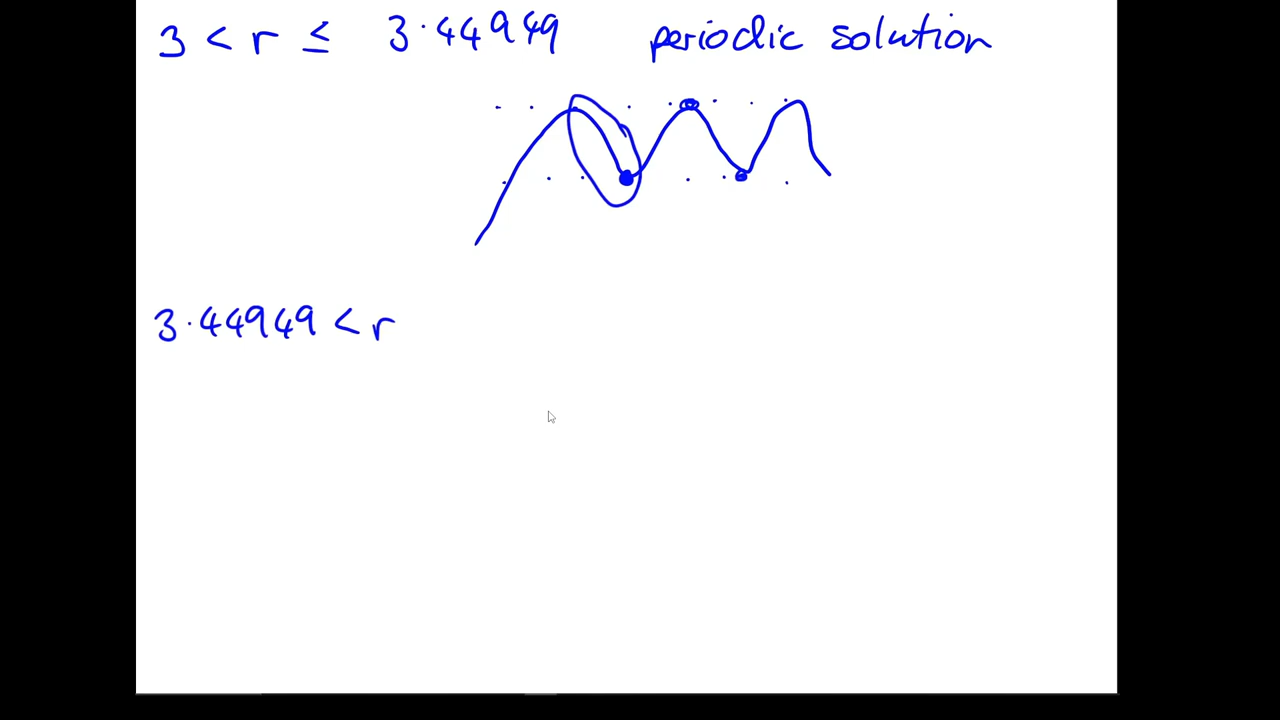 3 < r ≤ 3·44949 periodic solution
3·44949 < r